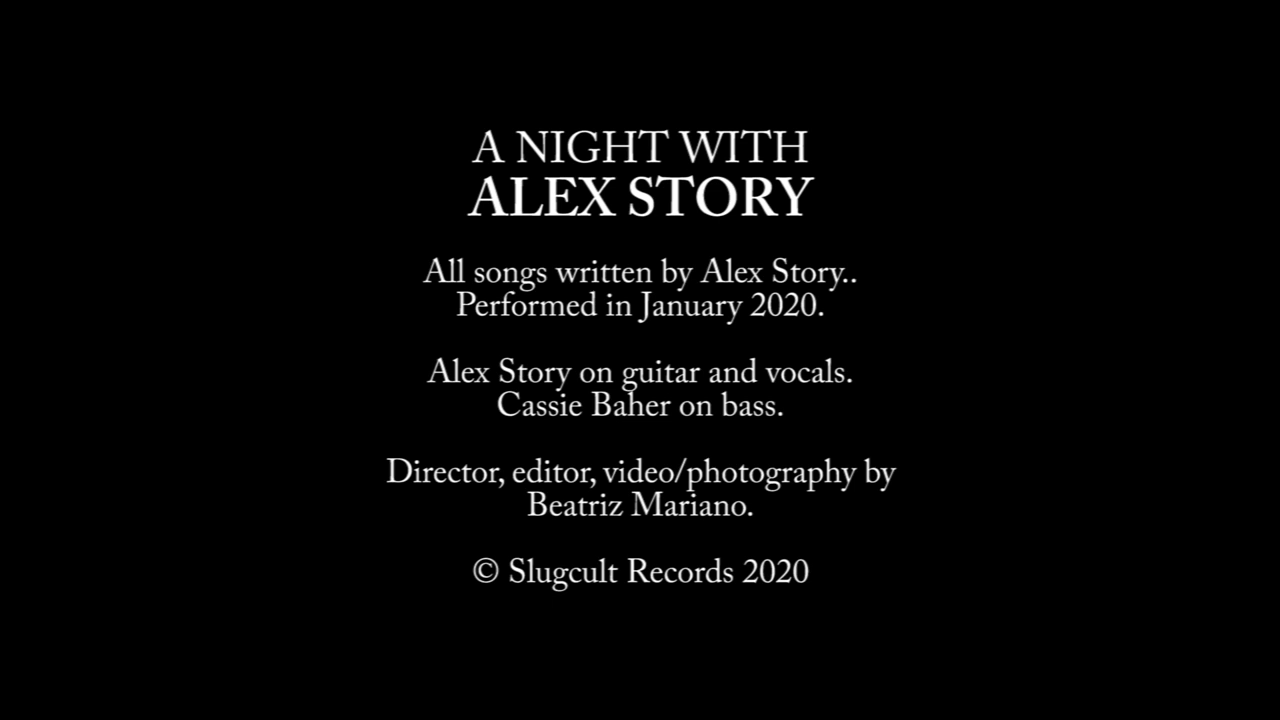 A NIGHT WITH
ALEX STORY
All songs written by Alex Story..
Performed in January 2020.
Alex Story on guitar and vocals.
Cassie Baher on bass.
Director, editor, video/photography by
Beatriz Mariano.
© Slugcult Records 2020